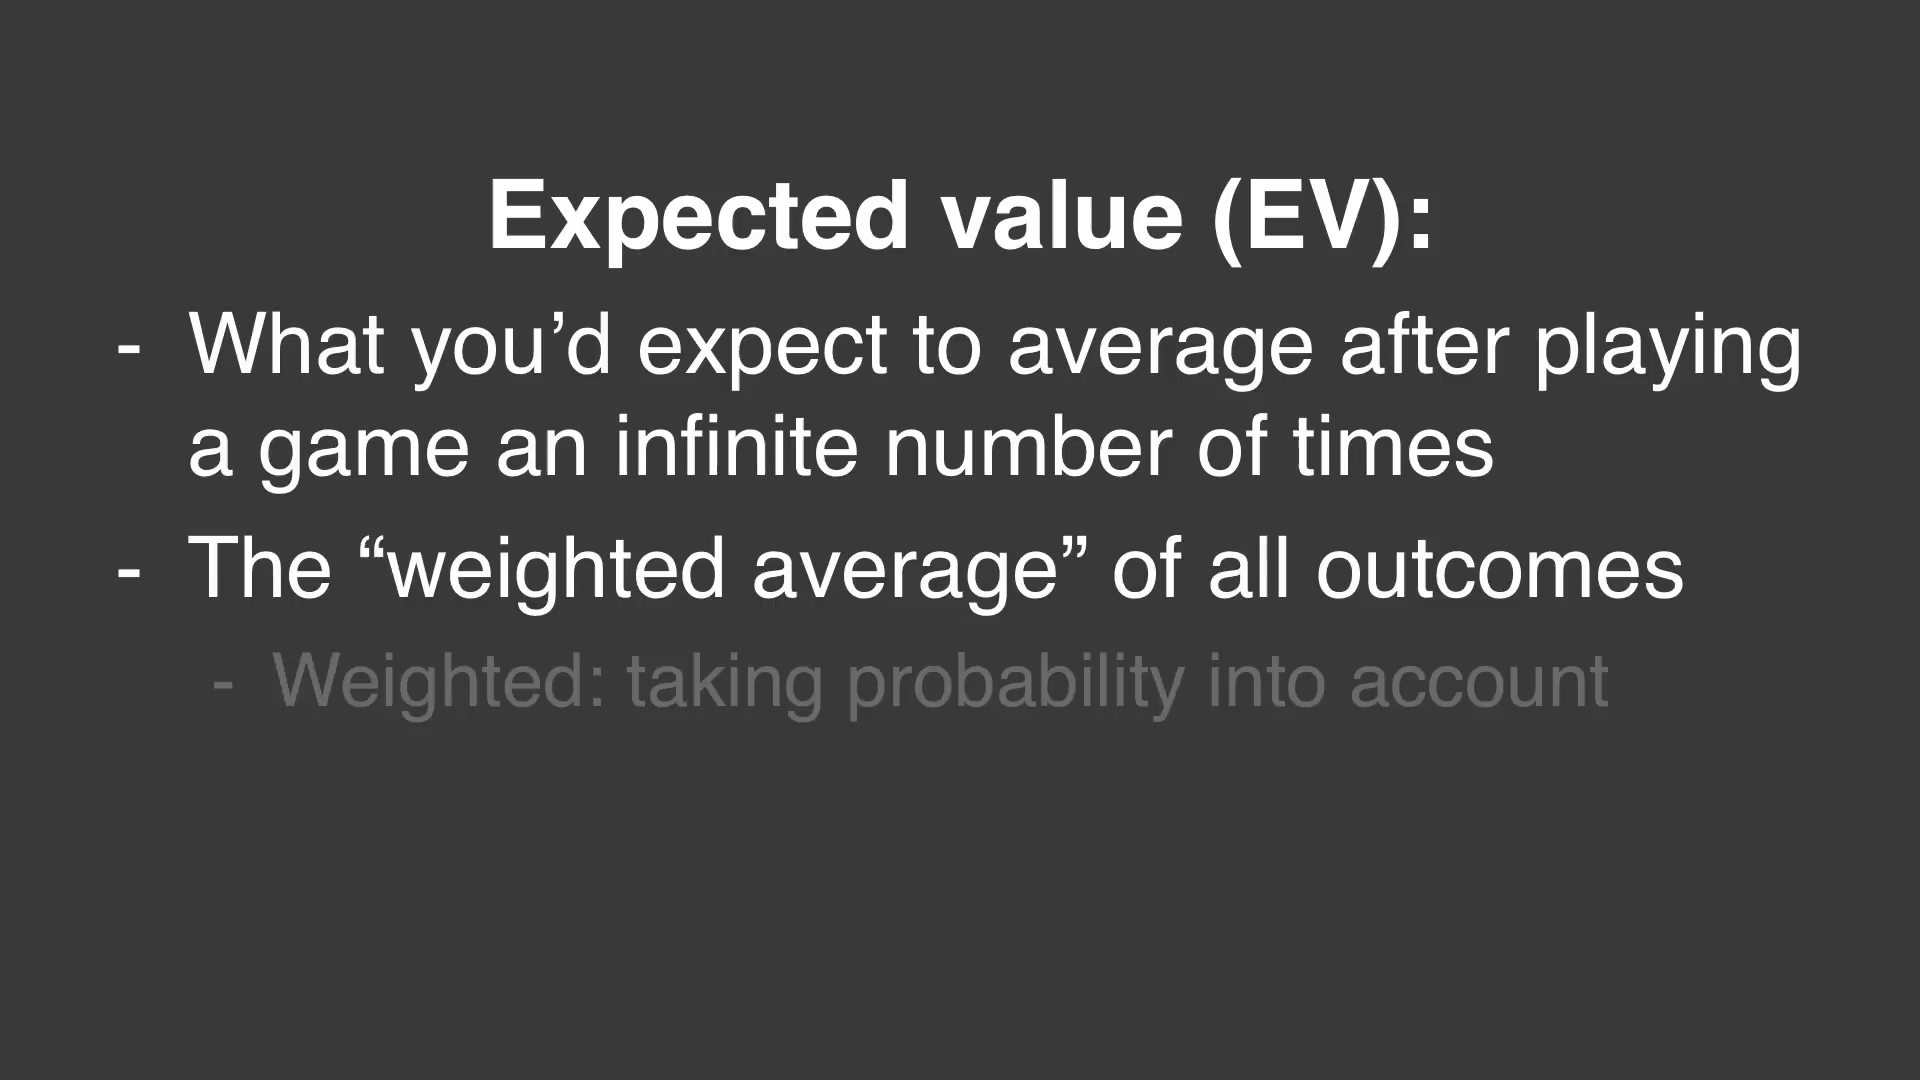 Expected value (EV):
- What you’d expect to average after playing
a game an infinite number of times
- The “weighted average” of all outcomes
- Weighted: taking probability into account